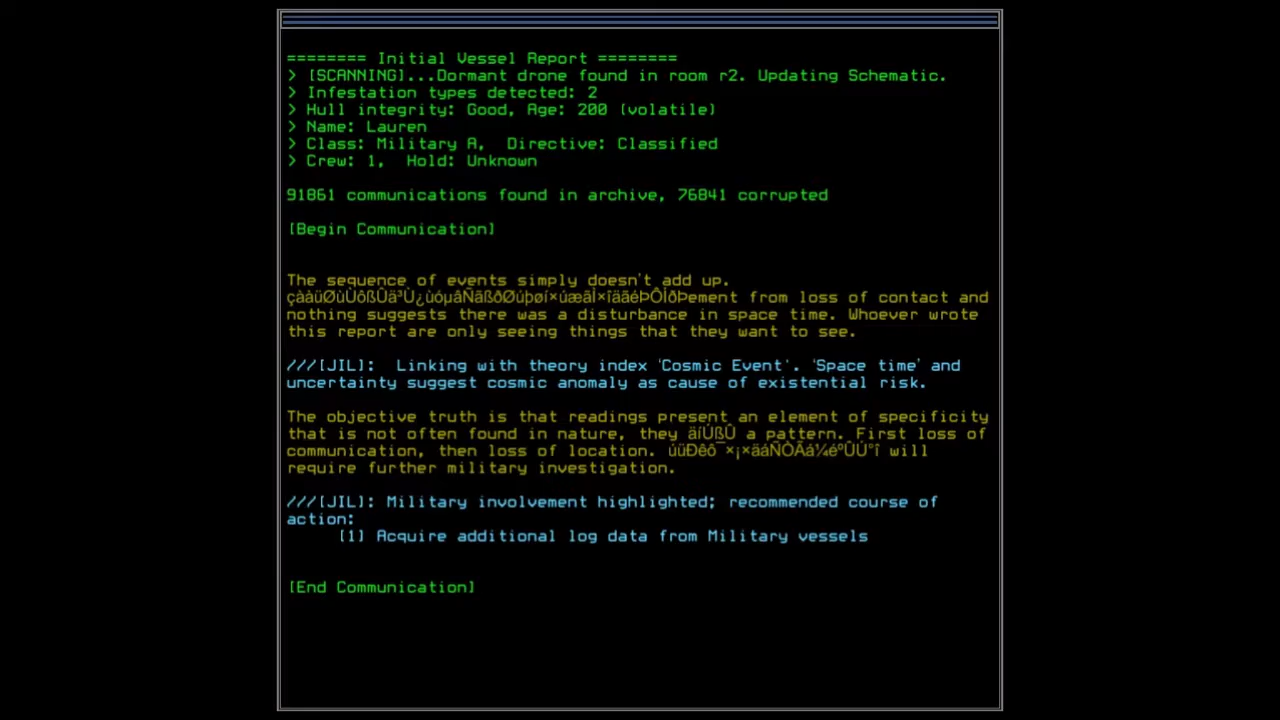 ======== Initial Vessel Report ========
> [SCANNING]...Dormant drone found in room r2. Updating Schematic.
> Infestation types detected: 2
> Hull integrity: Good, Age: 200 (volatile)
> Name: Lauren
> Class: Military A,  Directive: Classified
> Crew: 1,  Hold: Unknown
91861 communications found in archive, 76841 corrupted
[Begin Communication]
The sequence of events simply doesn't add up.
from loss of contact and
nothing suggests there was a disturbance in space time. Whoever wrote
this report are only seeing things that they want to see.
///[JIL]:  Linking with theory index 'Cosmic Event'. 'Space time' and
uncertainty suggest cosmic anomaly as cause of existential risk.
The objective truth is that readings present an element of specificity
that is not often found in nature, they äíÚßÛ a pattern. First loss of
communication, then loss of location. will
require further military investigation.
///[JIL]: Military involvement highlighted; recommended course of
action:
[1] Acquire additional log data from Military vessels
[End Communication]